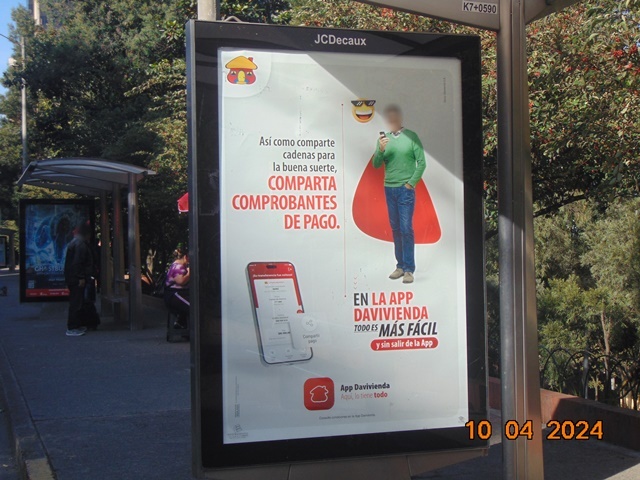 K7+0590
JCDecaux
Así como comparte
cadenas para
la buena suerte,
COMPARTA
COMPROBANTES
DE PAGO.
EN LA APP
DAVIVIENDA
TODO ES MÁS FÁCIL
y sin salir de la App
App Davivienda
Aquí, lo tiene todo
10 04 2024